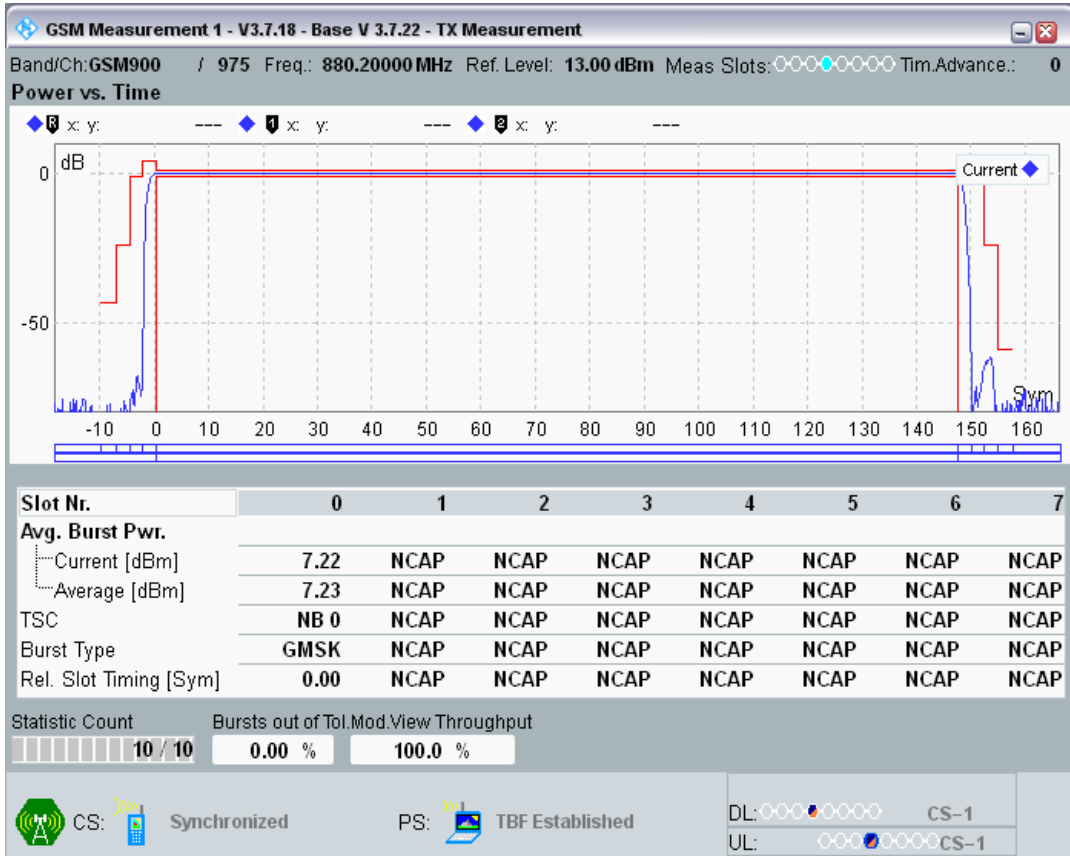 GSM Measurement 1 - V3.7.18 - Base V 3.7.22 - TX Measurement
Band/Ch:GSM900 / 975 Freq.: 880.20000 MHz Ref. Level: 13.00 dBm Meas Slots: Tim.Advance.: 0
Power vs. Time
R x: y: --- 1 x: y: --- 2 x: y: ---
dB
Current
0
-50
Sym
-10 0 10 20 30 40 50 60 70 80 90 100 110 120 130 140 150 160
Slot Nr. 0 1 2 3 4 5 6 7
Avg. Burst Pwr.
Current [dBm] 7.22 NCAP NCAP NCAP NCAP NCAP NCAP NCAP
Average [dBm] 7.23 NCAP NCAP NCAP NCAP NCAP NCAP NCAP
TSC NB 0 NCAP NCAP NCAP NCAP NCAP NCAP NCAP
Burst Type GMSK NCAP NCAP NCAP NCAP NCAP NCAP NCAP
Rel. Slot Timing [Sym] 0.00 NCAP NCAP NCAP NCAP NCAP NCAP NCAP
Statistic Count Bursts out of Tol. Mod.View Throughput
10 / 10 0.00 % 100.0 %
CS: Synchronized PS: TBF Established
DL: CS-1
UL: CS-1